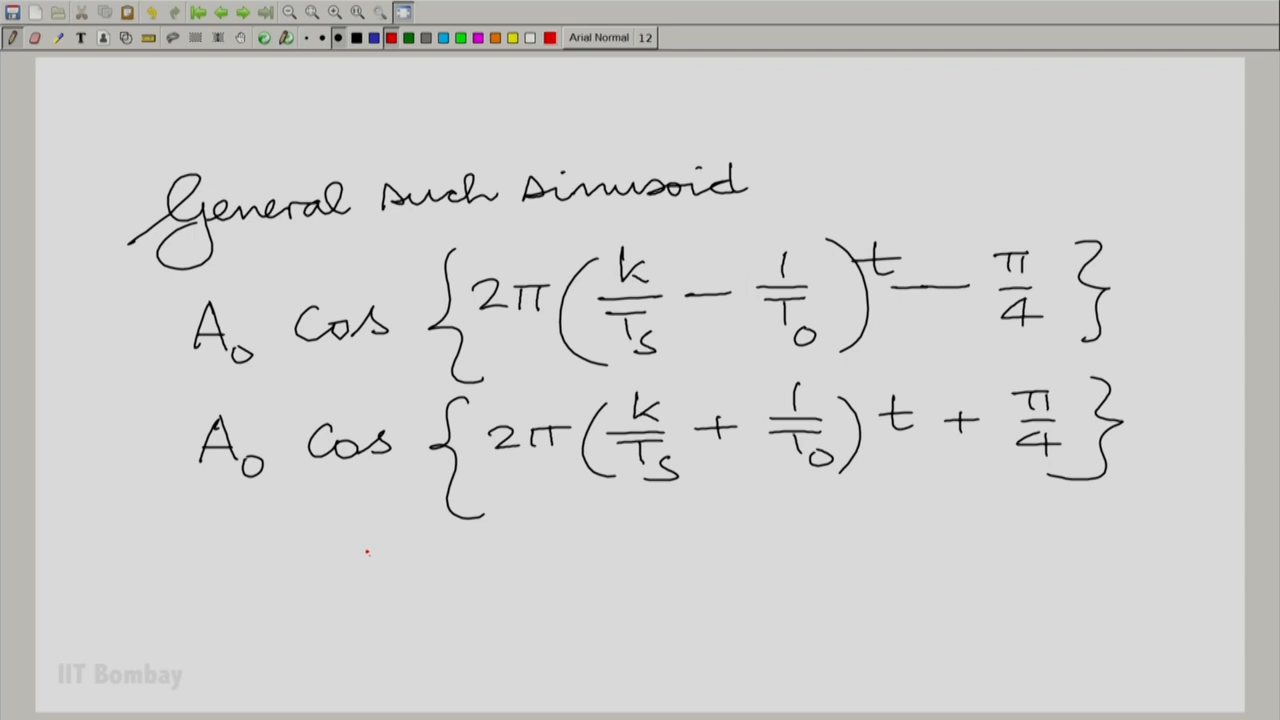 Arial Normal 12
General such sinusoid
A₀ cos { 2π ( k/Tₛ − 1/T₀ ) t − π/4 }
A₀ cos { 2π ( k/Tₛ + 1/T₀ ) t + π/4 }
IIT Bombay